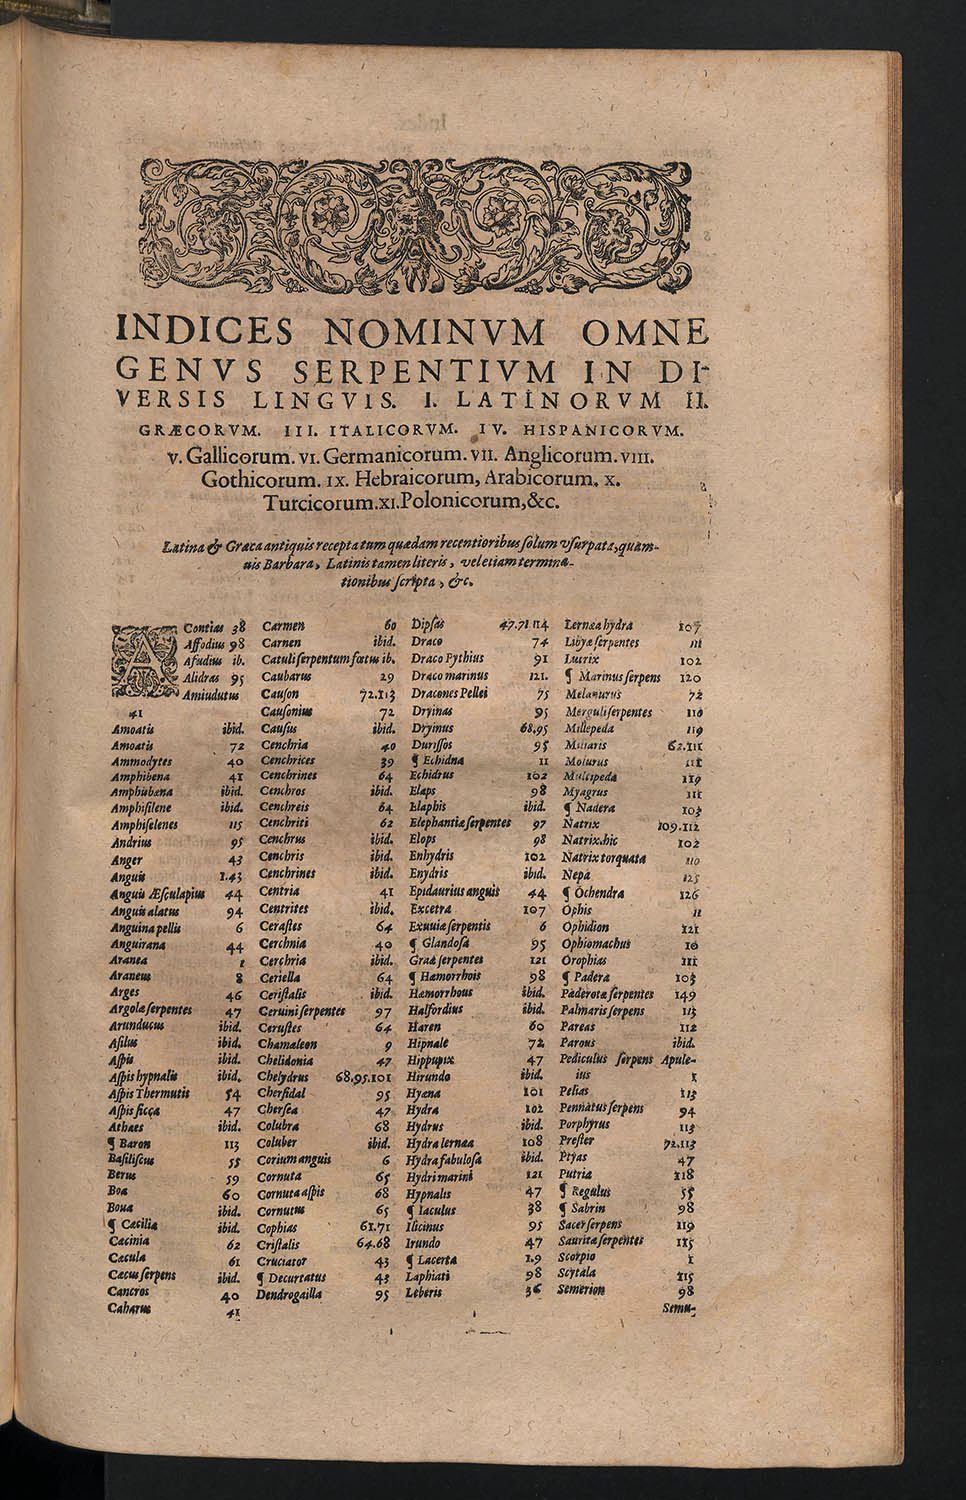 INDICES NOMINVM OMNE
GENVS SERPENTIVM IN DI-
VERSIS LINGVIS. I. LATINORVM II.
GRÆCORVM. III. ITALICORVM. IV. HISPANICORVM.
V. Gallicorum. VI. Germanicorum. VII. Anglicorum. VIII.
Gothicorum. IX. Hebraicorum, Arabicorum. X.
Turcicorum. XI. Polonicorum, &c.
Latina & Græca antiquis recepta tum quædam recentioribus solum vsurpata, quam-
uis Barbara, Latinis tamen literis, vel etiam termina-
tionibus scripta, &c.
AContias 38
Affodius 98
Afudius ib.
Alidras 95
Amiudutus
41
Amoatis ibid.
Amoatis 72
Ammodytes 40
Amphibena 41
Amphisbæna ibid.
Amphisilene ibid.
Amphiselenes 115
Andrius 95
Anger 43
Anguis 1.43
Anguis Æsculapius 44
Anguis alatus 94
Anguina pellis 6
Anguirana 44
Aranea 1
Araneus 8
Arges 46
Argolæ serpentes 47
Arunducus ibid.
Asilus ibid.
Aspis ibid.
Aspis hypnalis ibid.
Aspis Thermutis 54
Aspis sicca 47
Athaes ibid.
¶ Baron 113
Basiliscus 55
Berus 59
Boa 60
Boua ibid.
¶ Cæcilia ibid.
Cæcinia 62
Cæcula 61
Cæcus serpens ibid.
Cancros 40
Caharus 41
Carmen 60
Carnen ibid.
Catuli serpentum fœtus ib.
Caubarus 29
Causon 72.113
Causonius 72
Causus ibid.
Cenchria 40
Cenchrices 39
Cenchrines 64
Cenchros ibid.
Cenchreis 64
Cenchriti 62
Cenchrus ibid.
Cenchris ibid.
Cenchrines ibid.
Centria 41
Centrites ibid.
Cerastes 64
Cerchnia 40
Cerchria ibid.
Ceriella 64
Ceristalis ibid.
Ceruini serpentes 97
Cerustes 64
Chamæleon 9
Chelidonia 47
Chelydrus 68.95.101
Chersidal 95
Chersea 47
Colubra 68
Coluber ibid.
Corium anguis 6
Cornuta 65
Cornuta aspis 68
Cornutus 65
Cophias 61.71
Cristalis 64.68
Cruciator 43
¶ Decurtatus 43
Dendrogailla 95
Dipsas 47.71 114
Draco 74
Draco Pythius 91
Draco marinus 121.
Dracones Pellei 75
Dryinas 95
Dryinus 68.95
Durissos 95
¶ Echidna 11
Echidrus 102
Elaps 98
Elaphis ibid.
Elephantiæ serpentes 97
Elops 98
Enhydris 102
Enydris ibid.
Epidaurius anguis 44
Excetra 107
Exuuiæ serpentis 6
¶ Glandosa 95
Graæ serpentes 121
¶ Hæmorrhois 98
Hæmorrhous ibid.
Halfordius ibid.
Haren 60
Hipnale 72
Hippupix 47
Hirundo ibid.
Hyæna 101
Hydra 102
Hydrus ibid.
Hydra lernæa 108
Hydra fabulosa ibid.
Hydri marini 121
Hypnalis 47
¶ Iaculus 38
Ilicinus 95
Irundo 47
¶ Lacerta 1.9
Laphiati 98
Leberis 36
Lernæa hydra 107
Libyæ serpentes 111
Lutrix 102
¶ Marinus serpens 120
Melanurus 72
Merguli serpentes 110
Millepeda 119
Miliaris 62.111
Molurus 111
Multipeda 119
Myagrus 111
¶ Nadera 103
Natrix 109.112
Natrix.hic 102
Natrix torquata 110
Nepa 125
¶ Ochendra 126
Ophis 11
Ophidion 121
Ophiomachus 10
Orophias 111
¶ Padera 103
Pæderotæ serpentes 149
Palmaris serpens 113
Pareas 112
Parous ibid.
Pediculus serpens Apule-
ius 1
Pelias 113
Pennatus serpens 94
Porphyrus 113
Prester 72.113
Ptyas 47
Putria 118
¶ Regulus 55
¶ Sabrin 98
Sacer serpens 119
Sauritæ serpentes 115
Scorpio 1
Scytala 115
Semerion 98
Semu-